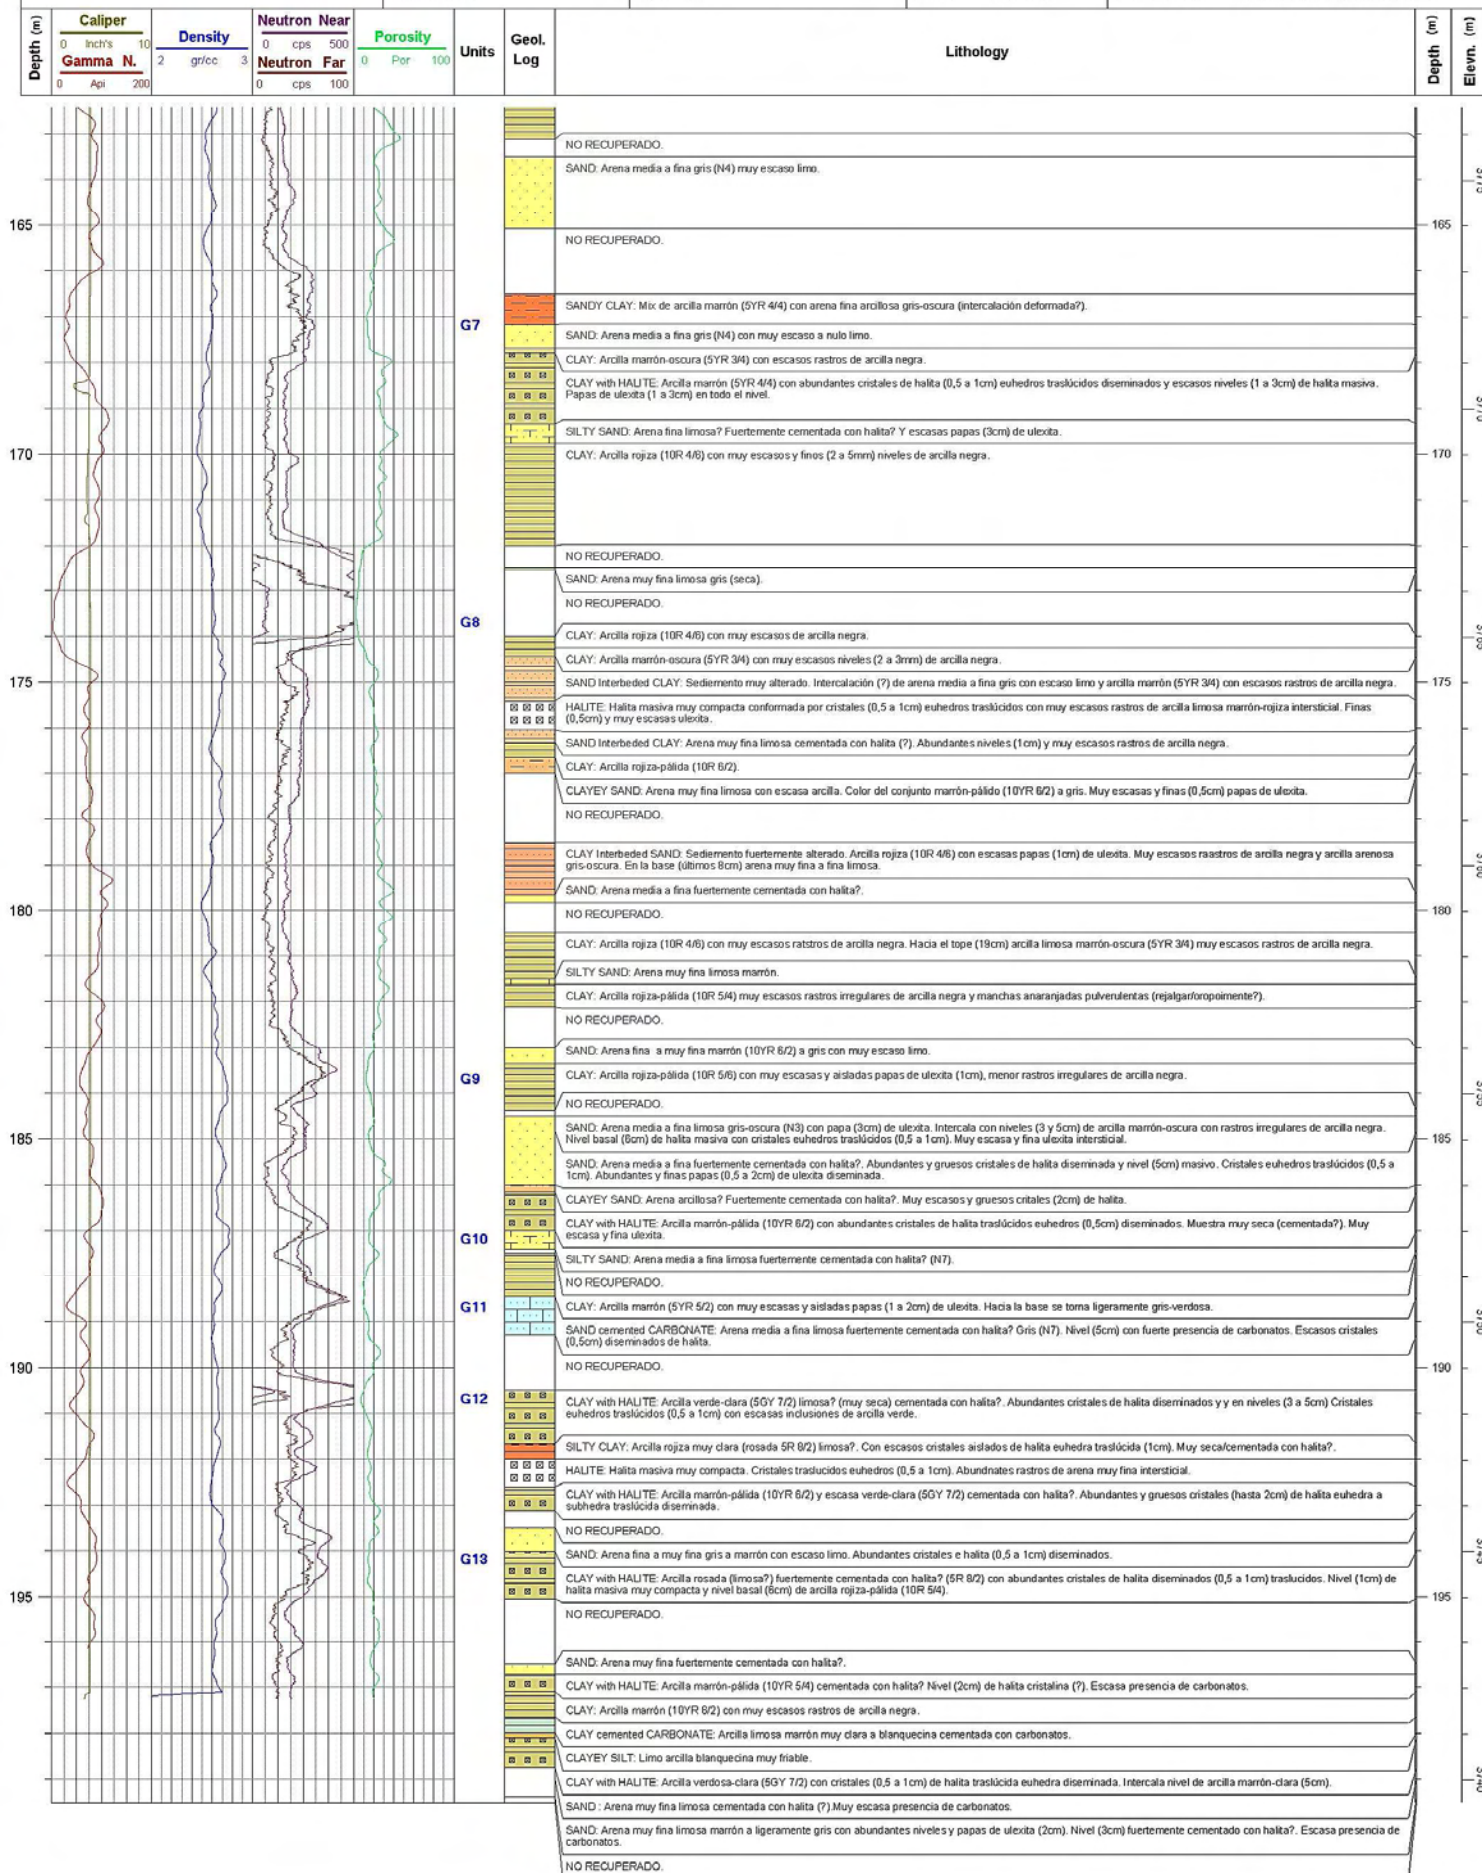 Depth (m)
Caliper
0 Inch's 10
Gamma N.
0 Api 200
Density
2 gr/cc 3
Neutron Near
0 cps 500
Neutron Far
0 cps 100
Porosity
0 Por 100
Units
Geol.
Log
Lithology
Depth (m)
Elevn. (m)
NO RECUPERADO.
SAND: Arena media a fina gris (N4) muy escaso limo.
165
165
NO RECUPERADO.
SANDY CLAY: Mix de arcilla marrón (5YR 4/4) con arena fina arcillosa gris-oscura (intercalación deformada?).
G7
SAND: Arena media a fina gris (N4) con muy escaso a nulo limo.
CLAY: Arcilla marrón-oscura (5YR 3/4) con escasos rastros de arcilla negra.
CLAY with HALITE: Arcilla marrón (5YR 4/4) con abundantes cristales de halita (0,5 a 1cm) euhedros traslúcidos diseminados y escasos niveles (1 a 3cm) de halita masiva.
Papas de ulexita (1 a 3cm) en todo el nivel.
SILTY SAND: Arena fina limosa? Fuertemente cementada con halita? Y escasas papas (3cm) de ulexita.
170
CLAY: Arcilla rojiza (10R 4/6) con muy escasos y finos (2 a 5mm) niveles de arcilla negra.
170
NO RECUPERADO.
SAND: Arena muy fina limosa gris (seca).
NO RECUPERADO.
G8
CLAY: Arcilla rojiza (10R 4/6) con muy escasos de arcilla negra.
CLAY: Arcilla marrón-oscura (5YR 3/4) con muy escasos niveles (2 a 3mm) de arcilla negra.
175
SAND Interbeded CLAY: Sediemento muy alterado. Intercalación (?) de arena media a fina gris con escaso limo y arcilla marrón (5YR 3/4) con escasos rastros de arcilla negra.
175
HALITE: Halita masiva muy compacta conformada por cristales (0,5 a 1cm) euhedros traslúcidos con muy escasos rastros de arcilla limosa marrón-rojiza intersticial. Finas
(0,5cm) y muy escasas ulexita.
SAND Interbeded CLAY: Arena muy fina limosa cementada con halita (?). Abundantes niveles (1cm) y muy escasos rastros de arcilla negra.
CLAY: Arcilla rojiza-pálida (10R 6/2).
CLAYEY SAND: Arena muy fina limosa con escasa arcilla. Color del conjunto marrón-pálido (10YR 6/2) a gris. Muy escasas y finas (0,5cm) papas de ulexita.
NO RECUPERADO.
CLAY Interbeded SAND: Sediemento fuertemente alterado. Arcilla rojiza (10R 4/6) con escasas papas (1cm) de ulexita. Muy escasos raastros de arcilla negra y arcilla arenosa
gris-oscura. En la base (últimos 8cm) arena muy fina a fina limosa.
SAND: Arena media a fina fuertemente cementada con halita?.
180
NO RECUPERADO.
180
CLAY: Arcilla rojiza (10R 4/6) con muy escasos ratstros de arcilla negra. Hacia el tope (19cm) arcilla limosa marrón-oscura (5YR 3/4) muy escasos rastros de arcilla negra.
SILTY SAND: Arena muy fina limosa marrón.
CLAY: Arcilla rojiza-pálida (10R 5/4) muy escasos rastros irregulares de arcilla negra y manchas anaranjadas pulverulentas (rejalgar/oropoimente?).
NO RECUPERADO.
SAND: Arena fina a muy fina marrón (10YR 6/2) a gris con muy escaso limo.
G9
CLAY: Arcilla rojiza-pálida (10R 5/6) con muy escasas y aisladas papas de ulexita (1cm), menor rastros irregulares de arcilla negra.
NO RECUPERADO.
185
SAND: Arena media a fina limosa gris-oscura (N3) con papa (3cm) de ulexita. Intercala con niveles (3 y 5cm) de arcilla marrón-oscura con rastros irregulares de arcilla negra.
Nivel basal (6cm) de halita masiva con cristales euhedros traslúcidos (0,5 a 1cm). Muy escasa y fina ulexita intersticial.
185
SAND: Arena media a fina fuertemente cementada con halita?. Abundantes y gruesos cristales de halita diseminada y nivel (5cm) masivo. Cristales euhedros traslúcidos (0,5 a
1cm). Abundantes y finas papas (0,5 a 2cm) de ulexita diseminada.
CLAYEY SAND: Arena arcillosa? Fuertemente cementada con halita?. Muy escasos y gruesos critales (2cm) de halita.
G10
CLAY with HALITE: Arcilla marrón-pálida (10YR 6/2) con abundantes cristales de halita traslúcidos euhedros (0,5cm) diseminados. Muestra muy seca (cementada?). Muy
escasa y fina ulexita.
SILTY SAND: Arena media a fina limosa fuertemente cementada con halita? (N7).
NO RECUPERADO.
G11
CLAY: Arcilla marrón (5YR 5/2) con muy escasas y aisladas papas (1 a 2cm) de ulexita. Hacia la base se torna ligeramente gris-verdosa.
SAND cemented CARBONATE: Arena media a fina limosa fuertemente cementada con halita? Gris (N7). Nivel (5cm) con fuerte presencia de carbonatos. Escasos cristales
(0,5cm) diseminados de halita.
190
NO RECUPERADO.
190
G12
CLAY with HALITE: Arcilla verde-clara (5GY 7/2) limosa? (muy seca) cementada con halita?. Abundantes cristales de halita diseminados y y en niveles (3 a 5cm) Cristales
euhedros traslúcidos (0,5 a 1cm) con escasas inclusiones de arcilla verde.
SILTY CLAY: Arcilla rojiza muy clara (rosada 5R 8/2) limosa?. Con escasos cristales aislados de halita euhedra traslúcida (1cm). Muy seca/cementada con halita?.
HALITE: Halita masiva muy compacta. Cristales traslucidos euhedros (0,5 a 1cm). Abundnates rastros de arena muy fina intersticial.
CLAY with HALITE: Arcilla marrón-pálida (10YR 6/2) y escasa verde-clara (5GY 7/2) cementada con halita?. Abundantes y gruesos cristales (hasta 2cm) de halita euhedra a
subhedra traslúcida diseminada.
NO RECUPERADO.
G13
SAND: Arena fina a muy fina gris a marrón con escaso limo. Abundantes cristales e halita (0,5 a 1cm) diseminados.
CLAY with HALITE: Arcilla rosada (limosa?) fuertemente cementada con halita? (5R 8/2) con abundantes cristales de halita diseminados (0,5 a 1cm) traslucidos. Nivel (1cm) de
halita masiva muy compacta y nivel basal (6cm) de arcilla rojiza-pálida (10R 5/4).
195
195
NO RECUPERADO.
SAND: Arena muy fina fuertemente cementada con halita?.
CLAY with HALITE: Arcilla marrón-pálida (10YR 5/4) cementada con halita? Nivel (2cm) de halita cristalina (?). Escasa presencia de carbonatos.
CLAY: Arcilla marrón (10YR 6/2) con muy escasos rastros de arcilla negra.
CLAY cemented CARBONATE: Arcilla limosa marrón muy clara a blanquecina cementada con carbonatos.
CLAYEY SILT: Limo arcilla blanquecina muy friable.
CLAY with HALITE: Arcilla verdosa-clara (5GY 7/2) con cristales (0,5 a 1cm) de halita traslúcida euhedra diseminada. Intercala nivel de arcilla marrón-clara (5cm).
SAND : Arena muy fina limosa cementada con halita (?).Muy escasa presencia de carbonatos.
SAND: Arena muy fina limosa marrón a ligeramente gris con abundantes niveles y papas de ulexita (2cm). Nivel (3cm) fuertemente cementado con halita?. Escasa presencia de
carbonatos.
NO RECUPERADO.